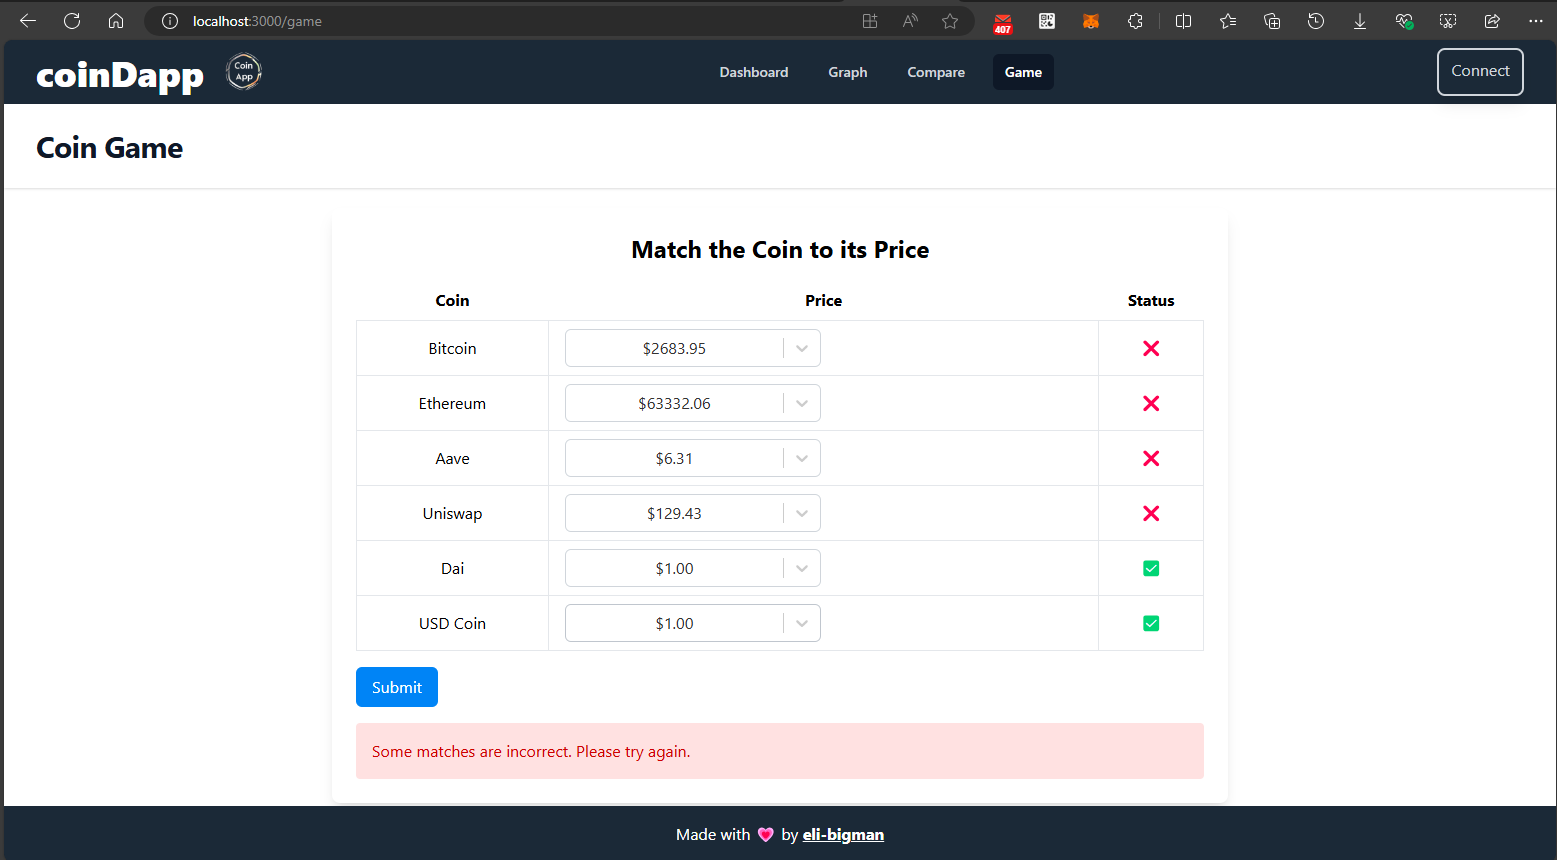 localhost:3000/game
407
coinDapp
Coin
App
Dashboard
Graph
Compare
Game
Connect
Coin Game
Match the Coin to its Price
Coin Price Status
Bitcoin $2683.95
Ethereum $63332.06
Aave $6.31
Uniswap $129.43
Dai $1.00
USD Coin $1.00
Submit
Some matches are incorrect. Please try again.
Made with 💗 by eli-bigman